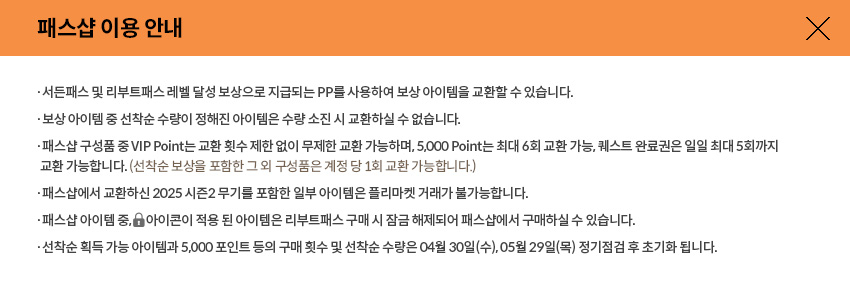 패스샵 이용 안내
· 서든패스 및 리부트패스 레벨 달성 보상으로 지급되는 PP를 사용하여 보상 아이템을 교환할 수 있습니다.
· 보상 아이템 중 선착순 수량이 정해진 아이템은 수량 소진 시 교환하실 수 없습니다.
· 패스샵 구성품 중 VIP Point는 교환 횟수 제한 없이 무제한 교환 가능하며, 5,000 Point는 최대 6회 교환 가능, 퀘스트 완료권은 일일 최대 5회까지
교환 가능합니다. (선착순 보상을 포함한 그 외 구성품은 계정 당 1회 교환 가능합니다.)
· 패스샵에서 교환하신 2025 시즌2 무기를 포함한 일부 아이템은 플리마켓 거래가 불가능합니다.
· 패스샵 아이템 중, 아이콘이 적용 된 아이템은 리부트패스 구매 시 잠금 해제되어 패스샵에서 구매하실 수 있습니다.
· 선착순 획득 가능 아이템과 5,000 포인트 등의 구매 횟수 및 선착순 수량은 04월 30일(수), 05월 29일(목) 정기점검 후 초기화 됩니다.